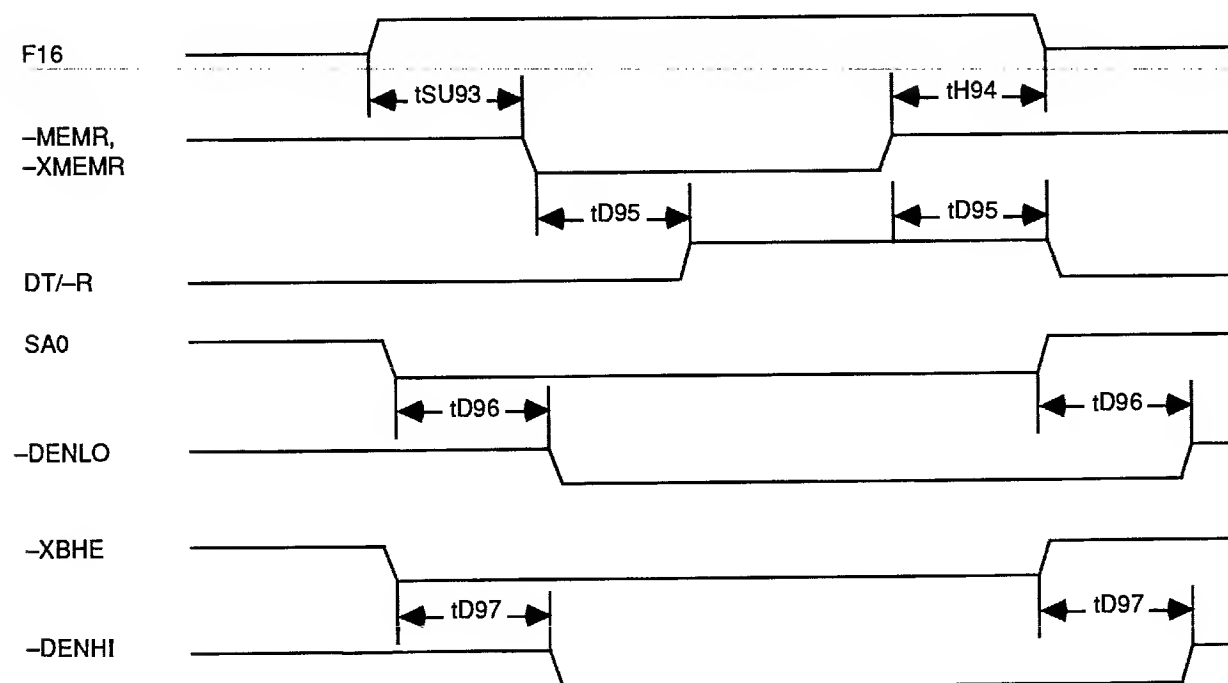 F16
tSU93
tH94
–MEMR,
–XMEMR
tD95
tD95
DT/–R
SA0
tD96
tD96
–DENLO
–XBHE
tD97
tD97
–DENHI